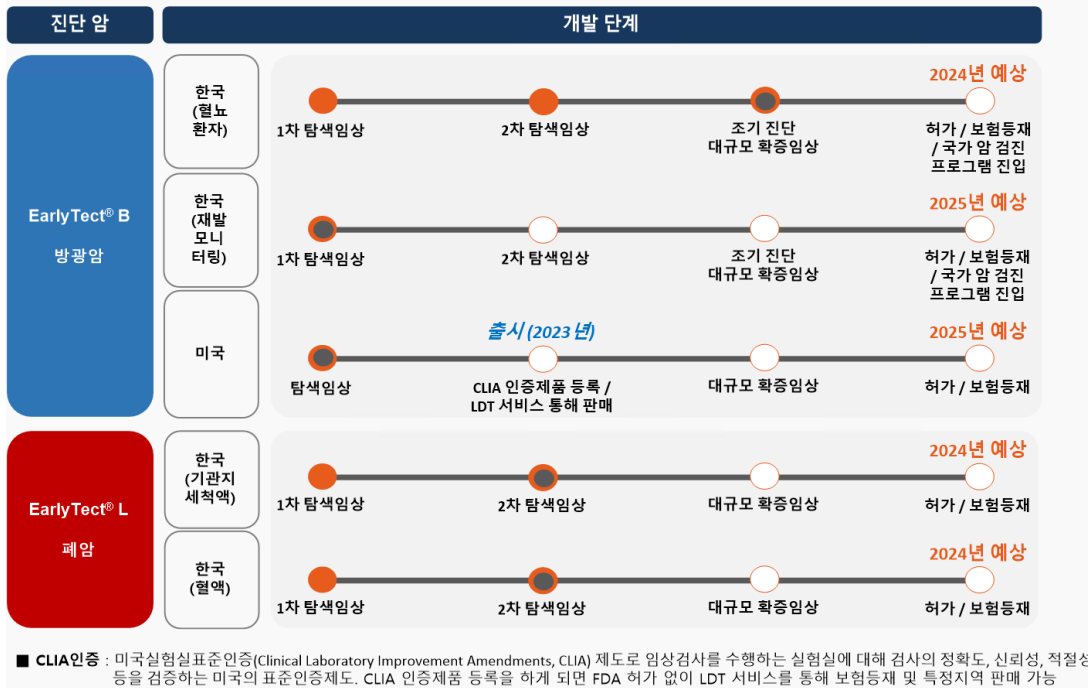 진단 암
개발 단계
EarlyTect® B
방광암
한국
(혈뇨
환자)
1차 탐색임상
2차 탐색임상
조기 진단
대규모 확증임상
2024년 예상
허가 / 보험등재
/ 국가 암 검진
프로그램 진입
한국
(재발
모니
터링)
1차 탐색임상
2차 탐색임상
조기 진단
대규모 확증임상
2025년 예상
허가 / 보험등재
/ 국가 암 검진
프로그램 진입
미국
탐색임상
출시 (2023년)
CLIA 인증제품 등록 /
LDT 서비스 통해 판매
대규모 확증임상
2025년 예상
허가 / 보험등재
EarlyTect® L
폐암
한국
(기관지
세척액)
1차 탐색임상
2차 탐색임상
대규모 확증임상
2024년 예상
허가 / 보험등재
한국
(혈액)
1차 탐색임상
2차 탐색임상
대규모 확증임상
2024년 예상
허가 / 보험등재
■ CLIA인증 : 미국실험실표준인증(Clinical Laboratory Improvement Amendments, CLIA) 제도로 임상검사를 수행하는 실험실에 대해 검사의 정확도, 신뢰성, 적절성
등을 검증하는 미국의 표준인증제도. CLIA 인증제품 등록을 하게 되면 FDA 허가 없이 LDT 서비스를 통해 보험등재 및 특정지역 판매 가능